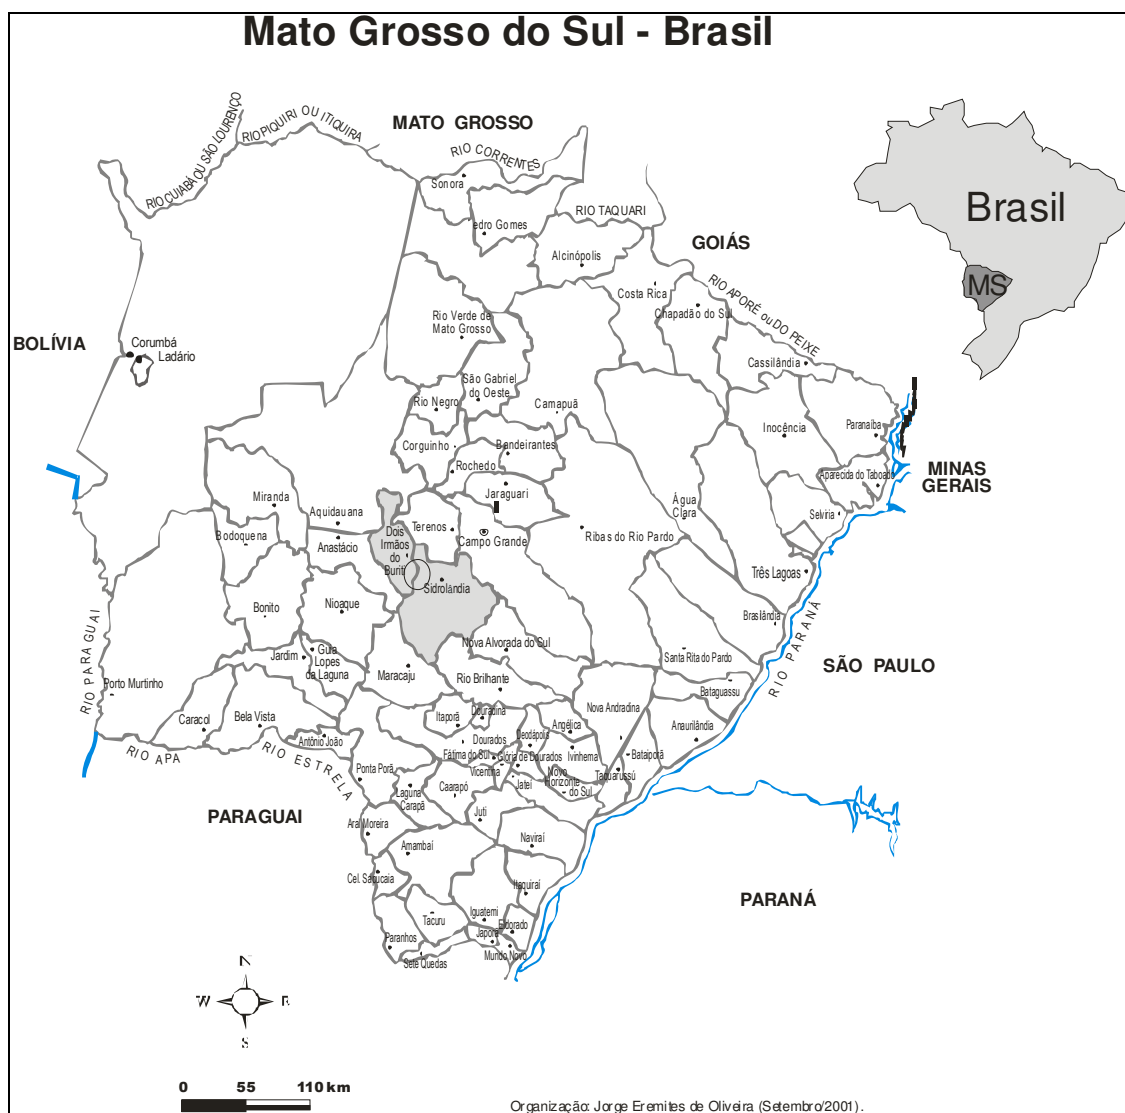 Mato Grosso do Sul - Brasil
RIO CUIABÁ OU SÃO LOURENÇO
RIO PIQUIRI OU ITIQUIRA
MATO GROSSO
RIO CORRENTES
Sonora
edro Gomes
RIO TAQUARI
Alcinópolis
GOIÁS
Brasil
MS
Costa Rica
Chapadão do Sul
RIO APORÉ ou DO PEIXE
Rio Verde de
Mato Grosso
BOLÍVIA
Corumbá
Ladário
Cassilândia
São Gabriel
do Oeste
Rio Negro
Camapuã
Inocência
Paranaíba
Corguinho
Bandeirantes
Rochedo
Aparecida do Taboado
MINAS
GERAIS
Jaraguari
Miranda
Aquidauana
Água
Clara
Selvíria
Bodoquena
Anastácio
Dois
Irmãos
do
Buriti
Terenos
Campo Grande
Ribas do Rio Pardo
Sidrolândia
Três Lagoas
Bonito
Nioaque
Brasilândia
RIO PARANÁ
RIO PARAGUAI
Nova Alvorada do Sul
Jardim
Guia
Lopes
da Laguna
Maracaju
Santa Rita do Pardo
SÃO PAULO
Porto Murtinho
Rio Brilhante
Bataguassu
Caracol
Bela Vista
Itaporã
Douradina
Angélica
Nova Andradina
Anaurilândia
RIO APA
RIO ESTRELA
Antônio João
Dourados
Deodápolis
Fátima do Sul
Glória de Dourados
Ivinhema
Bataiporã
Ponta Porã
Vicentina
Novo
Horizonte
do Sul
Taquarussú
Laguna
Carapã
Caarapó
Jateí
PARAGUAI
Aral Moreira
Juti
Amambaí
Naviraí
Cel. Sapucaia
Itaquiraí
PARANÁ
Tacuru
Iguatemi
Eldorado
Paranhos
Japorã
Sete Quedas
Mundo Novo
N
W
E
S
0 55 110 km
Organização: Jorge Eremites de Oliveira (Setembro/2001).